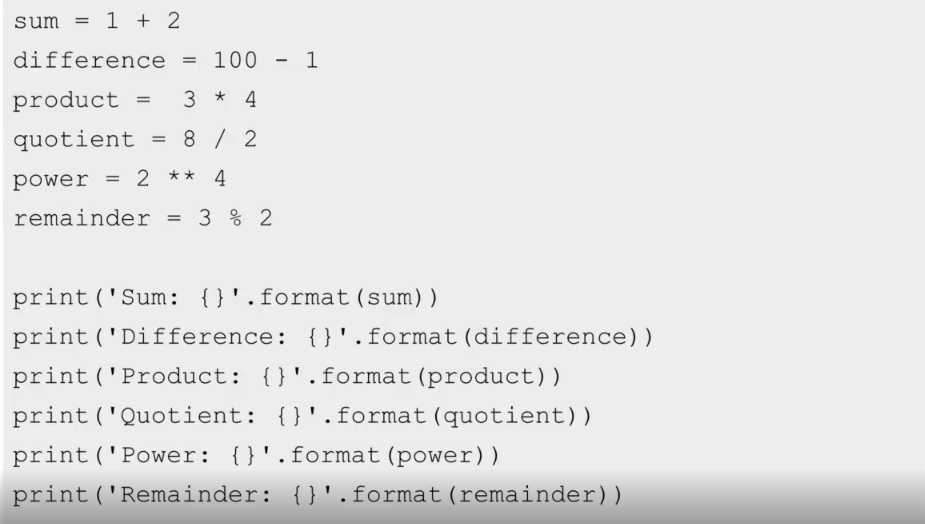 sum = 1 + 2
difference = 100 - 1
product =  3 * 4
quotient = 8 / 2
power = 2 ** 4
remainder = 3 % 2

print('Sum: {}'.format(sum))
print('Difference: {}'.format(difference))
print('Product: {}'.format(product))
print('Quotient: {}'.format(quotient))
print('Power: {}'.format(power))
print('Remainder: {}'.format(remainder))